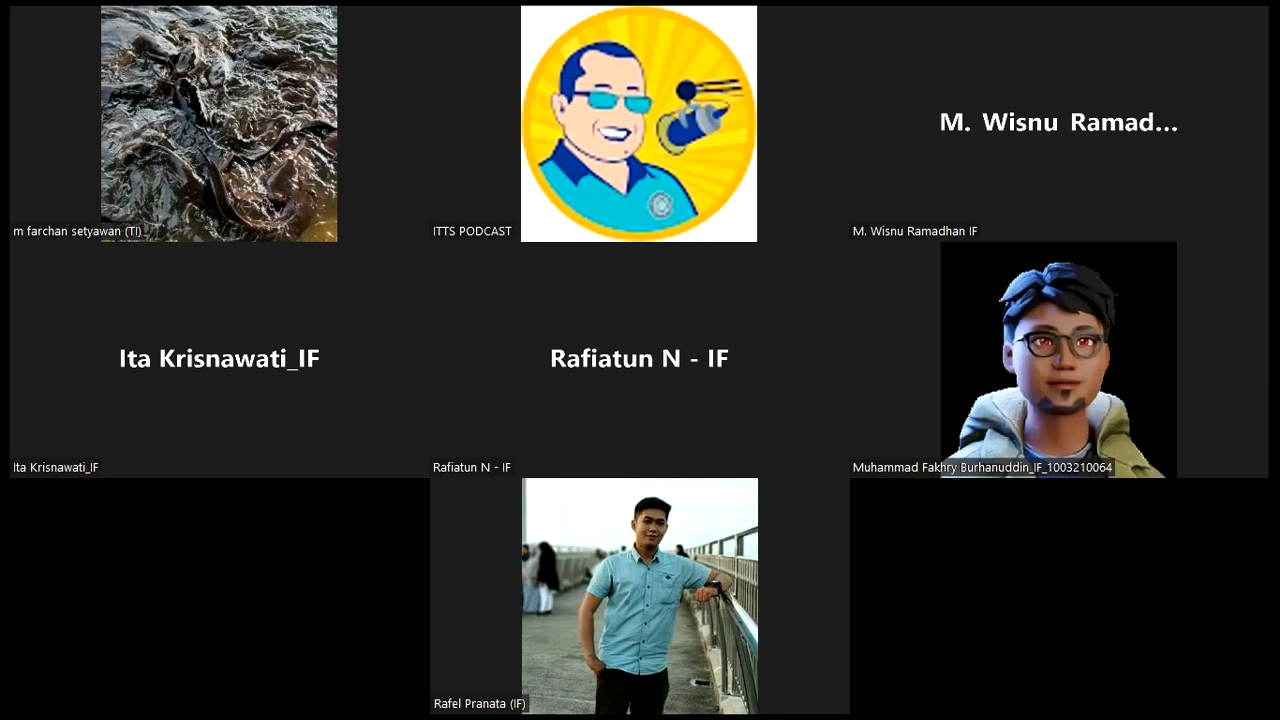 M. Wisnu Ramad...
m farchan setyawan (TI)
ITTS PODCAST
M. Wisnu Ramadhan IF
Ita Krisnawati_IF
Rafiatun N - IF
Ita Krisnawati_IF
Rafiatun N - IF
Muhammad Fakhry Burhanuddin_IF_1003210064
Rafel Pranata (IF)